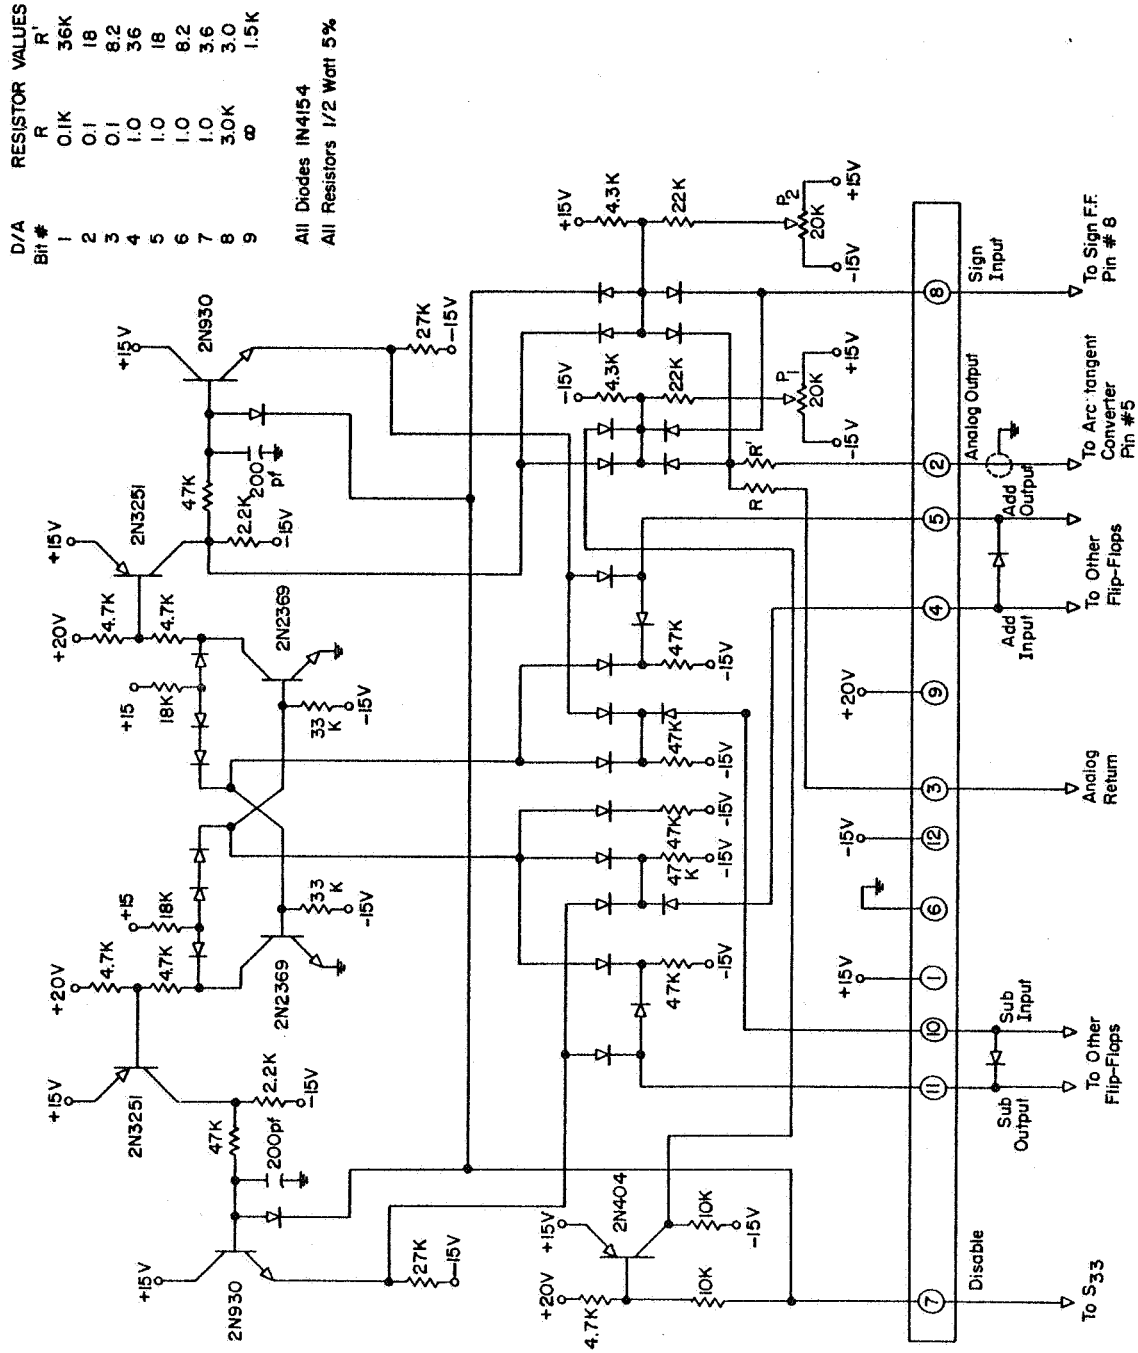 D/A RESISTOR VALUES
Bit # R R'
1 0.1K 36K
2 0.1 18
3 0.1 8.2
4 1.0 36
5 1.0 18
6 1.0 8.2
7 1.0 3.6
8 3.0K 3.0
9 ∞ 1.5K
All Diodes IN4154
All Resistors 1/2 Watt 5%
+15V
2N3251
+20V
4.7K
4.7K
+15
18K
+15
18K
+20V
4.7K
4.7K
+15V
2N3251
+15V
2N930
47K
200pf
2.2K
-15V
2N2369
33K
-15V
33K
-15V
2N2369
47K
200
pf
2.2K
-15V
2N2369
+15V
2N930
27K
-15V
27K
-15V
+15V
2N404
+20V
4.7K
10K
10K
-15V
47K
-15V
47K
-15V
47K
-15V
47K
-15V
47K
-15V
-15V
4.3K
22K
P1
20K
-15V
+15V
+15V
4.3K
22K
P2
20K
-15V
+15V
R
R'
7
11
10
1
6
12
3
9
4
5
2
8
+15V
-15V
+20V
Disable
Sub
Output
Sub
Input
Analog
Return
Add
Input
Add
Output
Analog Output
Sign
Input
To S33
To Other
Flip-Flops
To Other
Flip-Flops
To Arc tangent
Converter
Pin #5
To Sign F.F.
Pin # 8